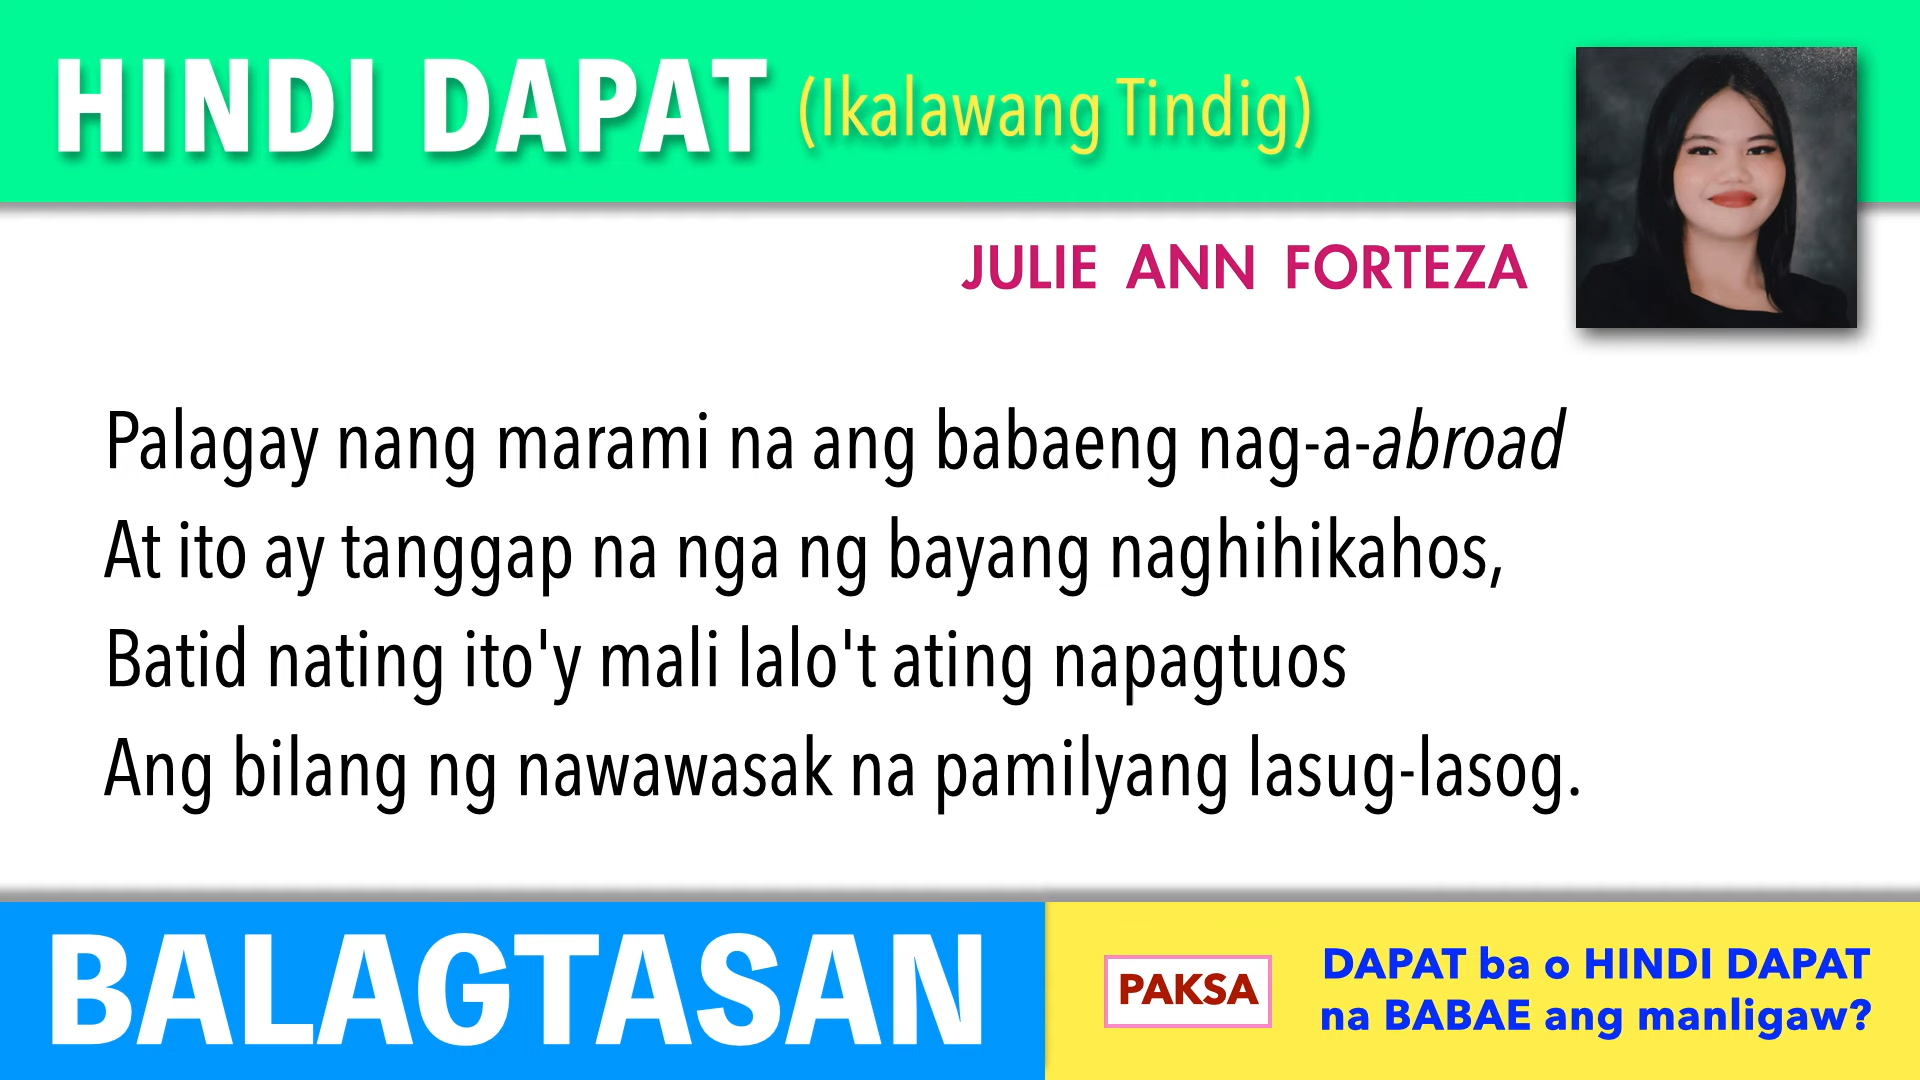 HINDI DAPAT (Ikalawang Tindig)
JULIE ANN FORTEZA
Palagay nang marami na ang babaeng nag-a-abroad
At ito ay tanggap na nga ng bayang naghihikahos,
Batid nating ito'y mali lalo't ating napagtuos
Ang bilang ng nawawasak na pamilyang lasug-lasog.
BALAGTASAN
PAKSA
DAPAT ba o HINDI DAPAT
na BABAE ang manligaw?